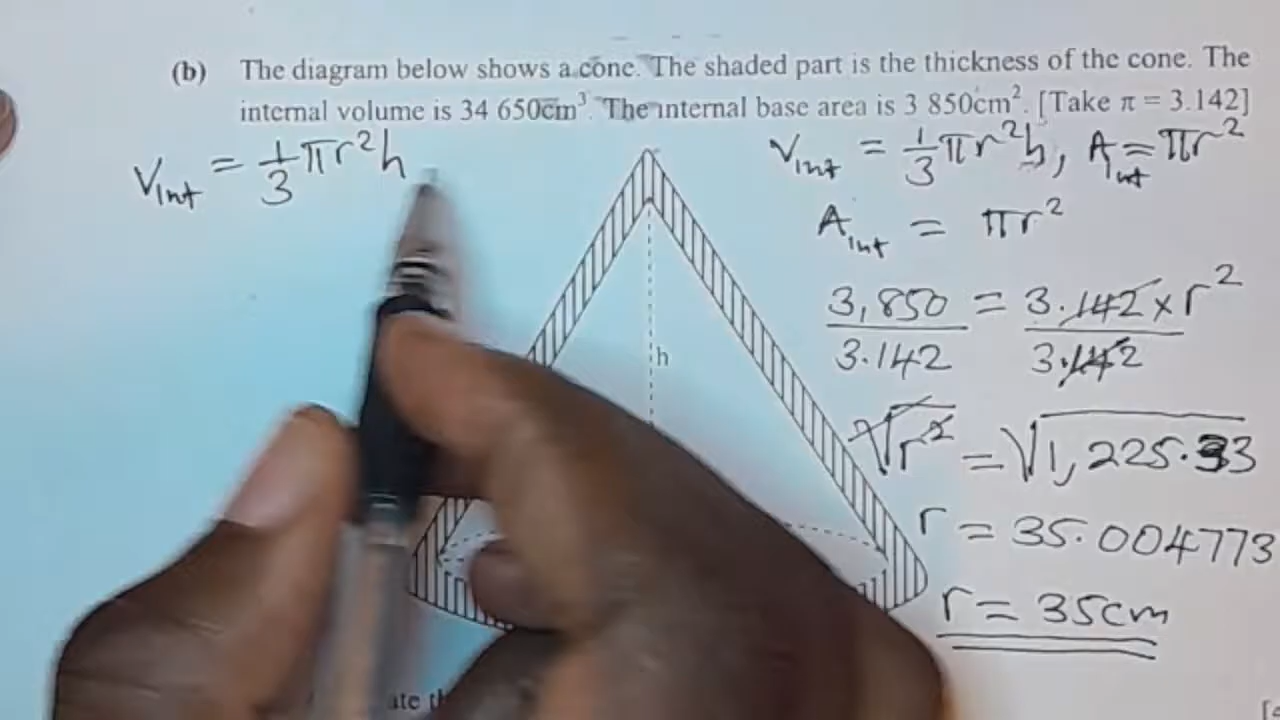 (b) The diagram below shows a cone. The shaded part is the thickness of the cone. The
internal volume is 34 650cm³. The internal base area is 3 850cm². [Take π = 3.142]
V_int = 1/3 πr²h
V_int = 1/3 πr²h, A_int = πr²
A_int = πr²
3,850/3.142 = 3.142 × r²/3.142
√r² = √1,225.33
r = 35.004773
r = 35cm
h